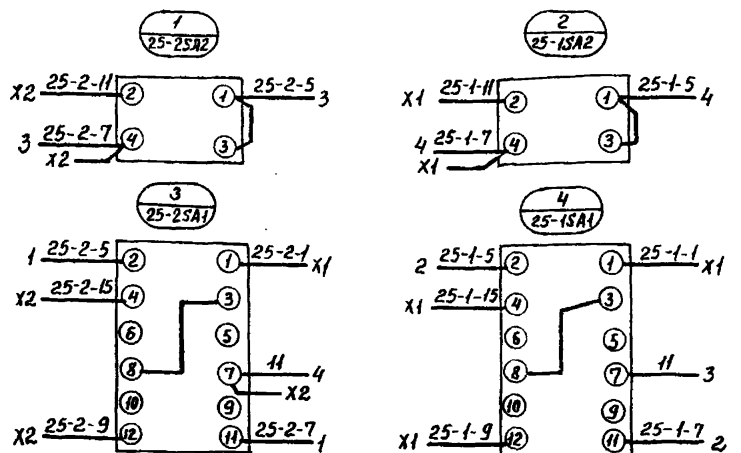 1
25-2SA2
X2 25-2-11 2 1 25-2-5 3
3 25-2-7 4 3
X2
2
25-1SA2
X1 25-1-11 2 1 25-1-5 4
4 25-1-7 4 3
X1
3
25-2SA1
1 25-2-5 2 1 25-2-1 X1
X2 25-2-15 4 3
6 5
8 7 11 4
X2
10 9
X2 25-2-9 12 11 25-2-7 1
4
25-1SA1
2 25-1-5 2 1 25-1-1 X1
X1 25-1-15 4 3
6 5
8 7 11 3
10 9
X1 25-1-9 12 11 25-1-7 2